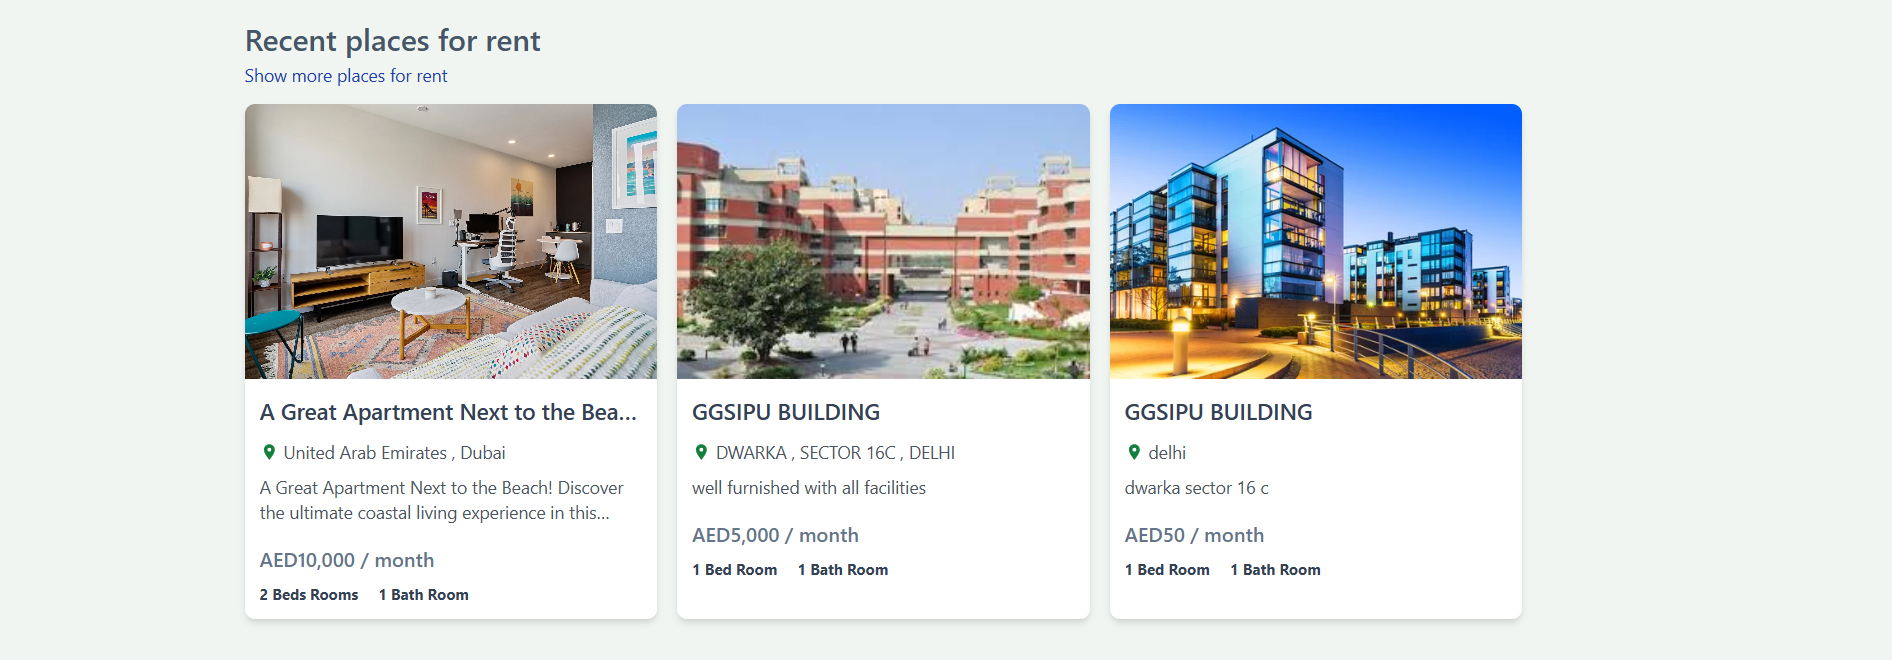 Recent places for rent
Show more places for rent
A Great Apartment Next to the Bea...
United Arab Emirates , Dubai
A Great Apartment Next to the Beach! Discover
the ultimate coastal living experience in this...
AED10,000 / month
2 Beds Rooms 1 Bath Room
GGSIPU BUILDING
DWARKA , SECTOR 16C , DELHI
well furnished with all facilities
AED5,000 / month
1 Bed Room 1 Bath Room
GGSIPU BUILDING
delhi
dwarka sector 16 c
AED50 / month
1 Bed Room 1 Bath Room